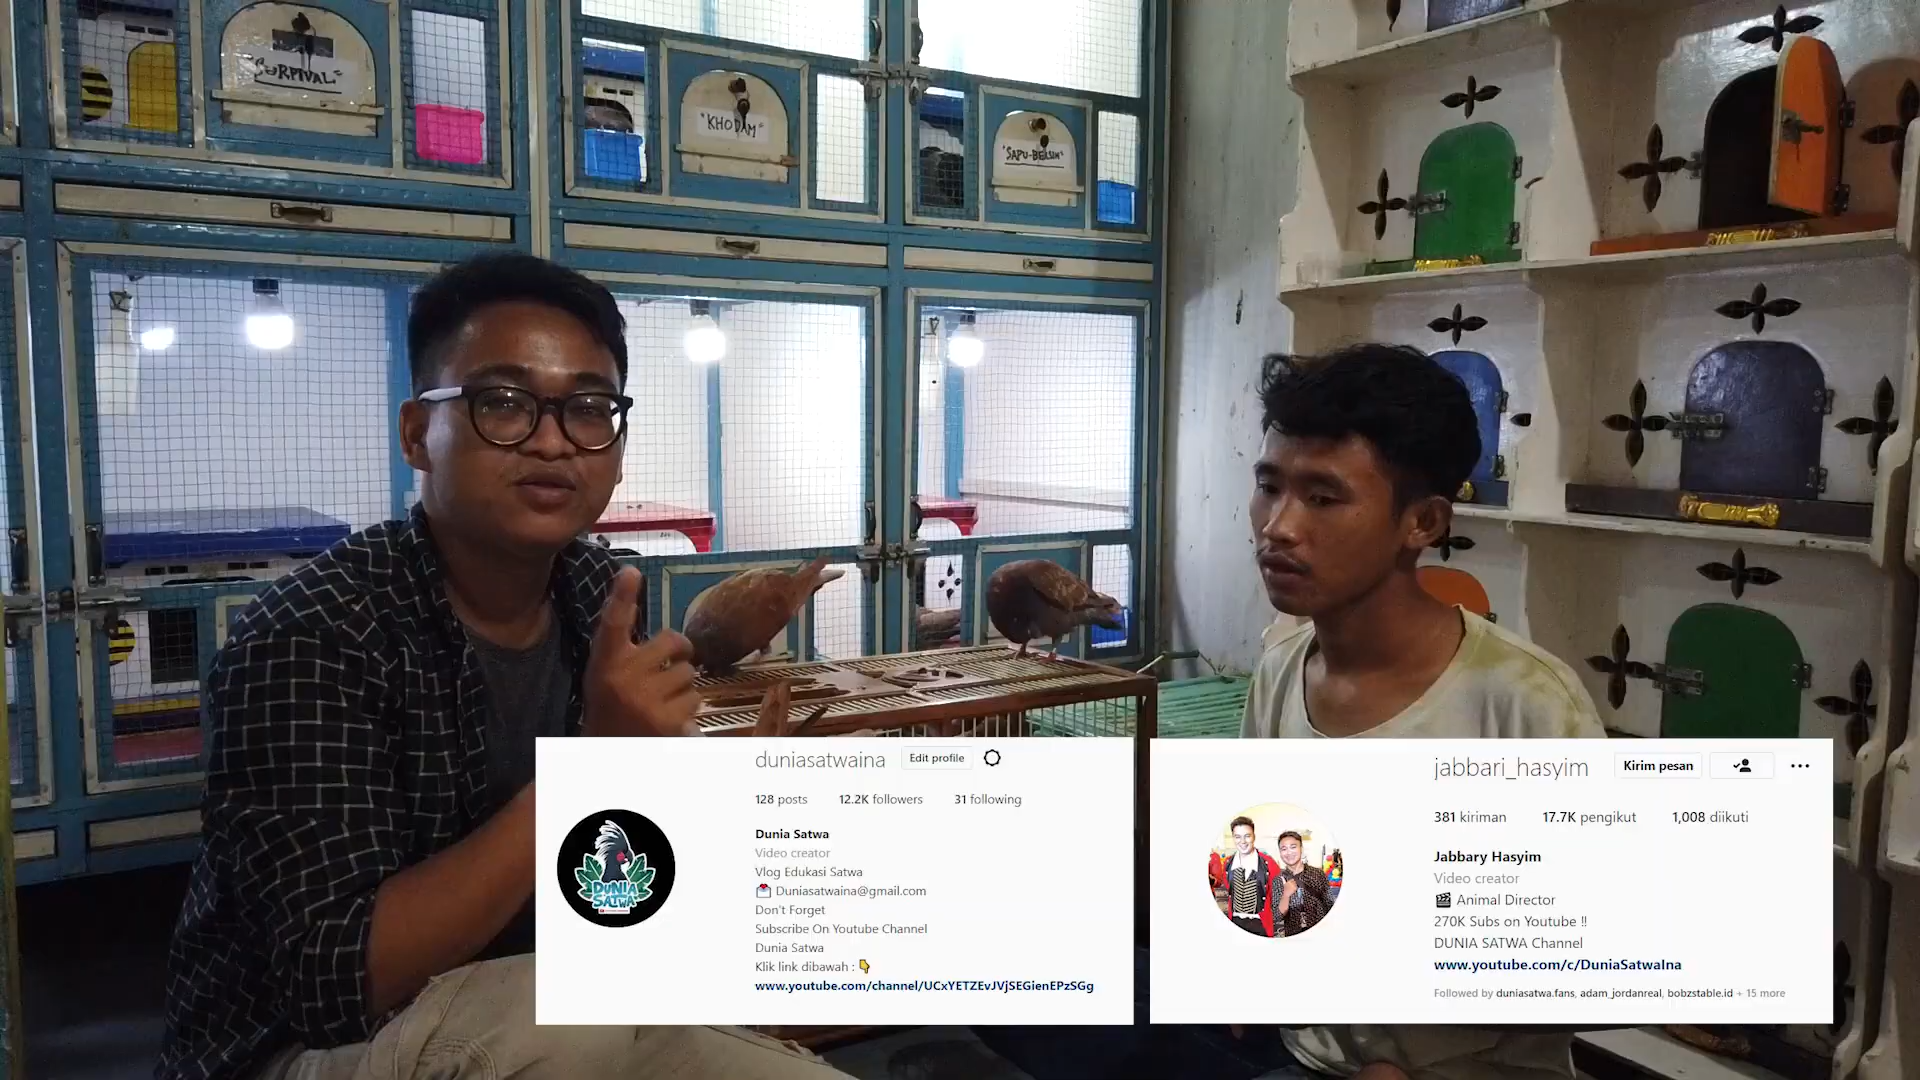 "SURPIVAL"
"KHODAM"
"SAPU-BERSIH"
duniasatwaina Edit profile
128 posts 12.2K followers 31 following
Dunia Satwa
Video creator
Vlog Edukasi Satwa
Duniasatwaina@gmail.com
Don't Forget
Subscribe On Youtube Channel
Dunia Satwa
Klik link dibawah : 👇
www.youtube.com/channel/UCxYETZEvJVjSEGienEPzSGg
DUNIA
SATWA
jabbari_hasyim Kirim pesan
381 kiriman 17.7K pengikut 1,008 diikuti
Jabbary Hasyim
Video creator
🎬 Animal Director
270K Subs on Youtube !!
DUNIA SATWA Channel
www.youtube.com/c/DuniaSatwaIna
Followed by duniasatwa.fans, adam_jordanreal, bobzstable.id + 15 more